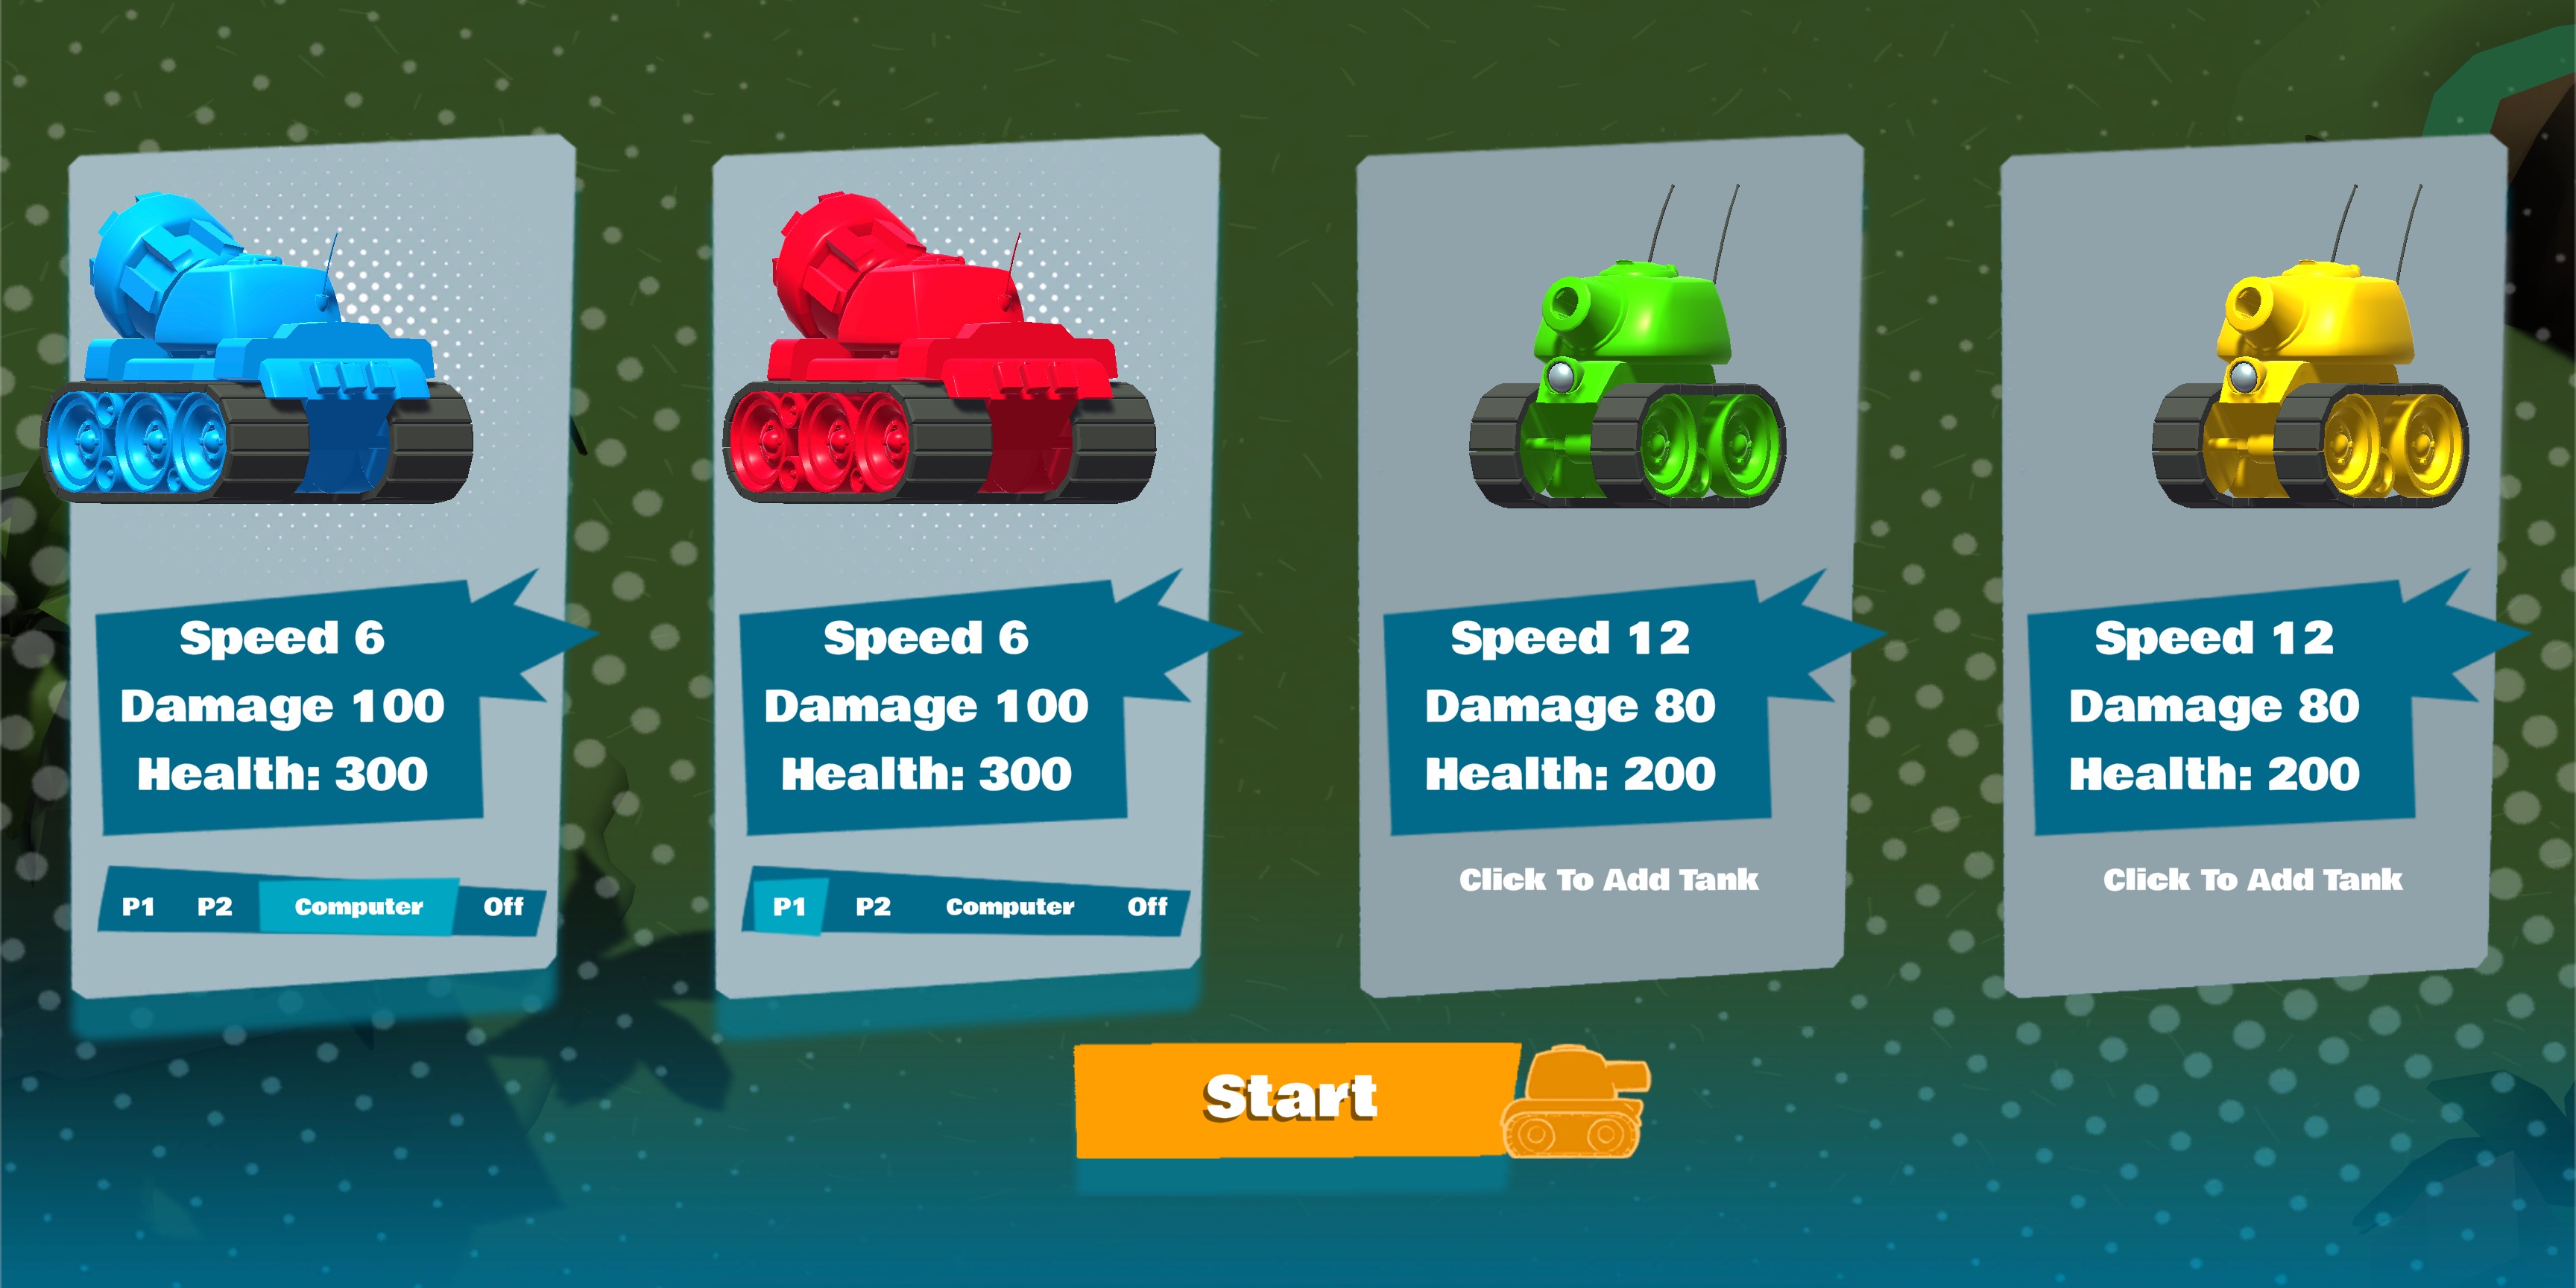 Speed 6
Damage 100
Health: 300
P1 P2 Computer Off
Speed 6
Damage 100
Health: 300
P1 P2 Computer Off
Speed 12
Damage 80
Health: 200
Click To Add Tank
Speed 12
Damage 80
Health: 200
Click To Add Tank
Start